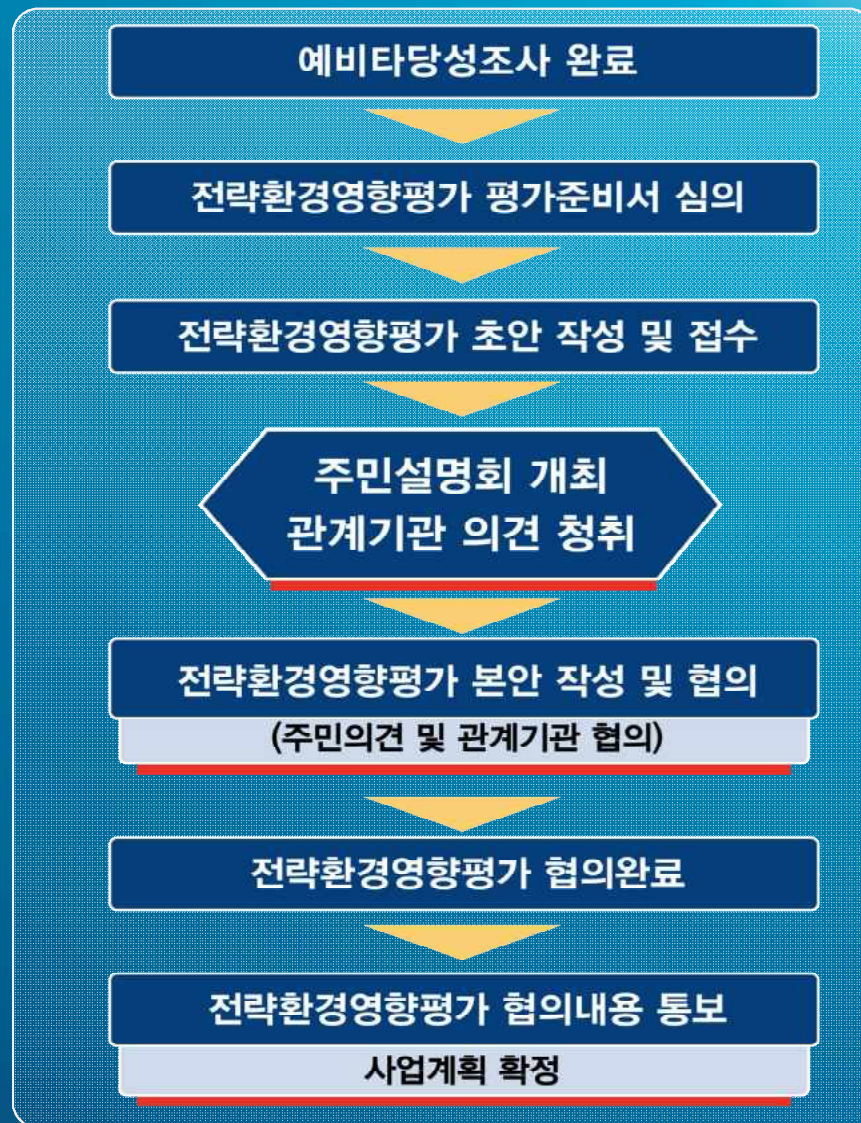 예비타당성조사 완료
전략환경영향평가 평가준비서 심의
전략환경영향평가 초안 작성 및 접수
주민설명회 개최
관계기관 의견 청취
전략환경영향평가 본안 작성 및 협의
(주민의견 및 관계기관 협의)
전략환경영향평가 협의완료
전략환경영향평가 협의내용 통보
사업계획 확정